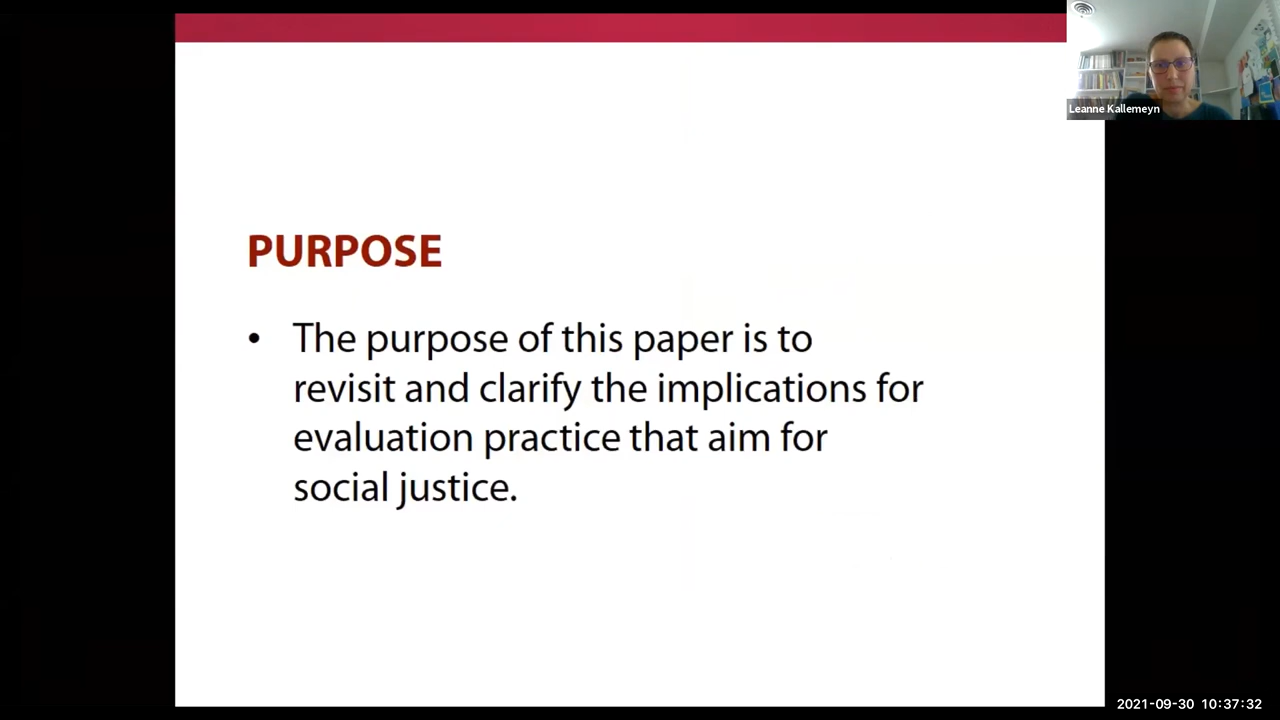 Leanne Kallemeyn
PURPOSE
• The purpose of this paper is to
revisit and clarify the implications for
evaluation practice that aim for
social justice.
2021-09-30 10:37:32